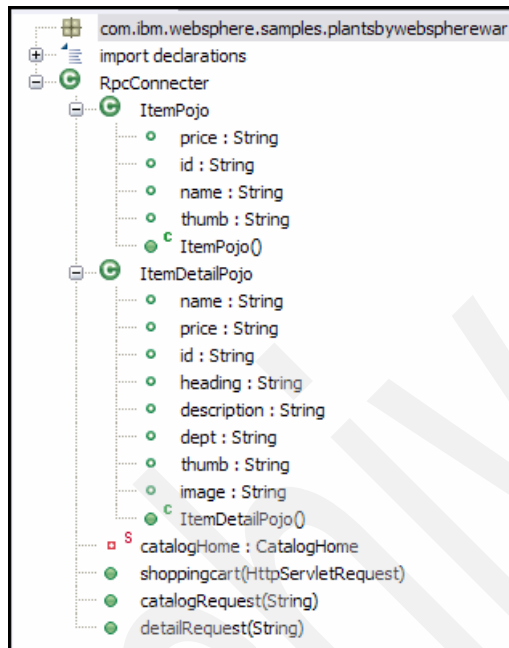 com.ibm.websphere.samples.plantsbywebspherewar
import declarations
RpcConnecter
ItemPojo
price : String
id : String
name : String
thumb : String
C ItemPojo()
ItemDetailPojo
name : String
price : String
id : String
heading : String
description : String
dept : String
thumb : String
image : String
C ItemDetailPojo()
S catalogHome : CatalogHome
shoppingcart(HttpServletRequest)
catalogRequest(String)
detailRequest(String)